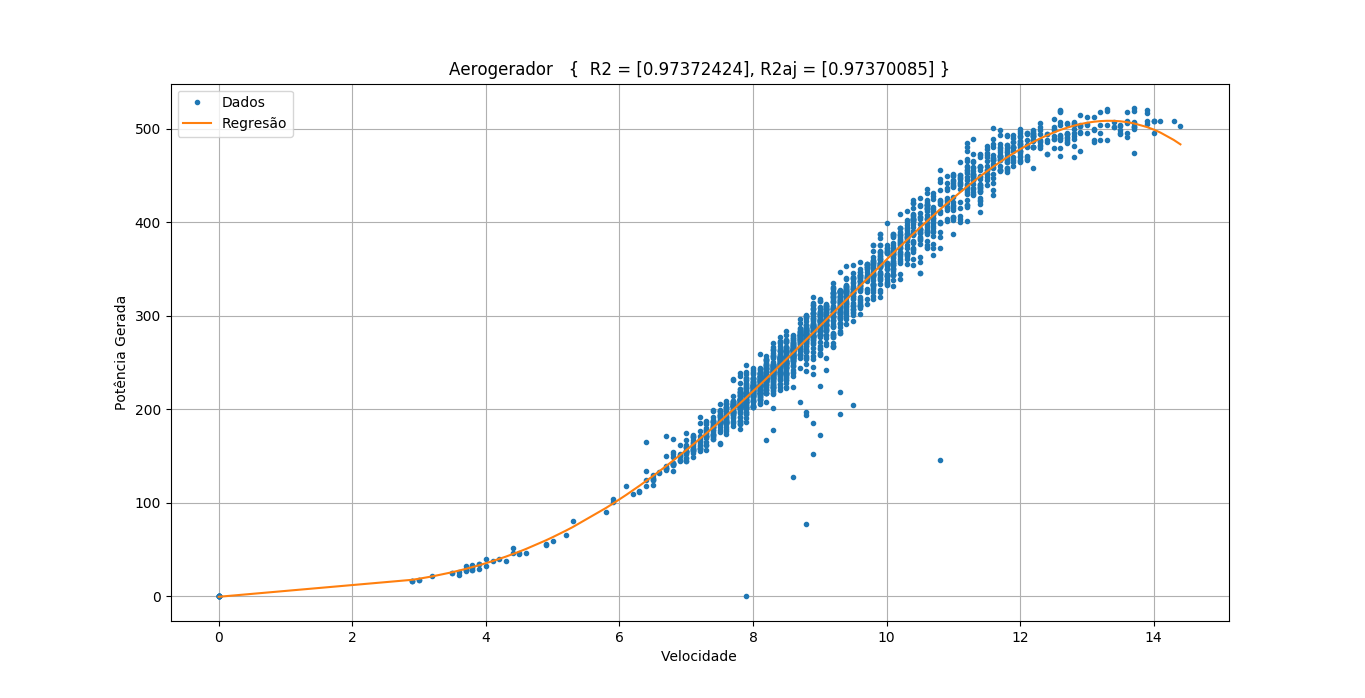 Aerogerador { R2 = [0.97372424], R2aj = [0.97370085] }
Dados
Regresão
Potência Gerada
500
400
300
200
100
0
0 2 4 6 8 10 12 14
Velocidade